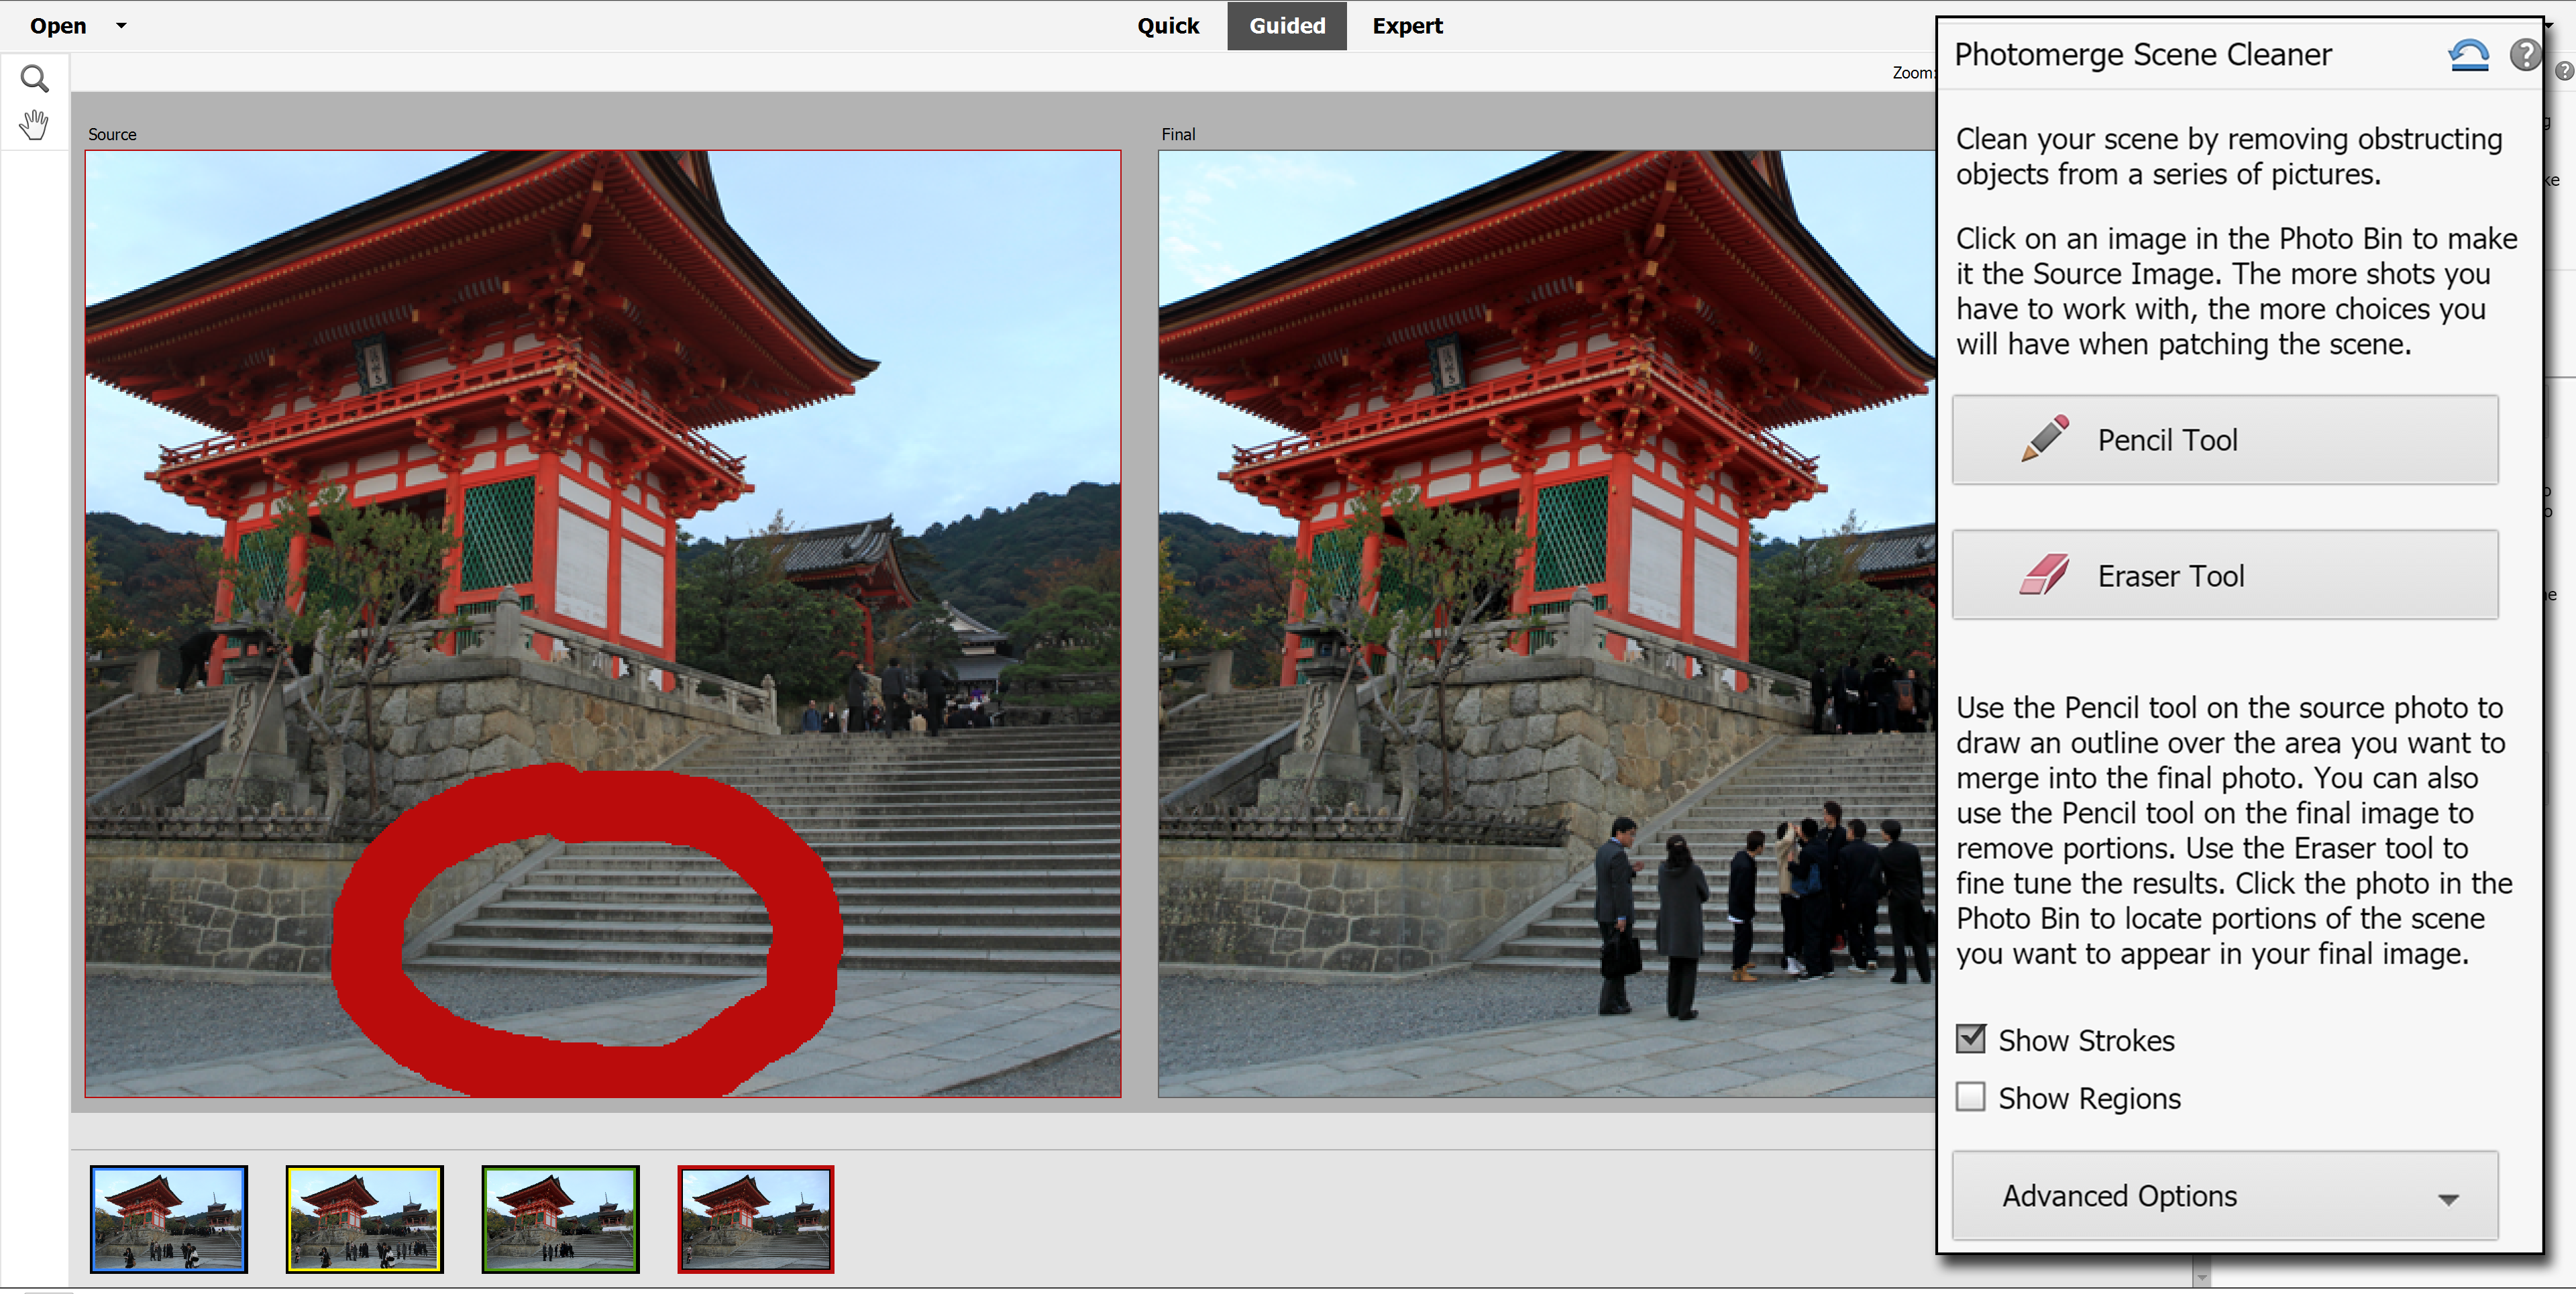 Open
Quick
Guided
Expert
Zoom:
Source
Final
Photomerge Scene Cleaner
?
?
Clean your scene by removing obstructing
objects from a series of pictures.
Click on an image in the Photo Bin to make
it the Source Image. The more shots you
have to work with, the more choices you
will have when patching the scene.
Pencil Tool
Eraser Tool
Use the Pencil tool on the source photo to
draw an outline over the area you want to
merge into the final photo. You can also
use the Pencil tool on the final image to
remove portions. Use the Eraser tool to
fine tune the results. Click the photo in the
Photo Bin to locate portions of the scene
you want to appear in your final image.
Show Strokes
Show Regions
Advanced Options